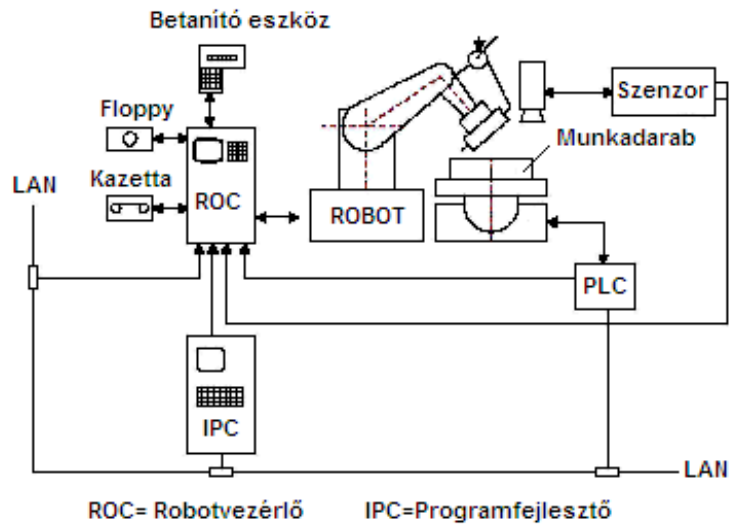 Betanító eszköz
Floppy
Szenzor
Munkadarab
LAN
Kazetta
ROC
ROBOT
PLC
IPC
LAN
ROC= Robotvezérlő IPC=Programfejlesztő